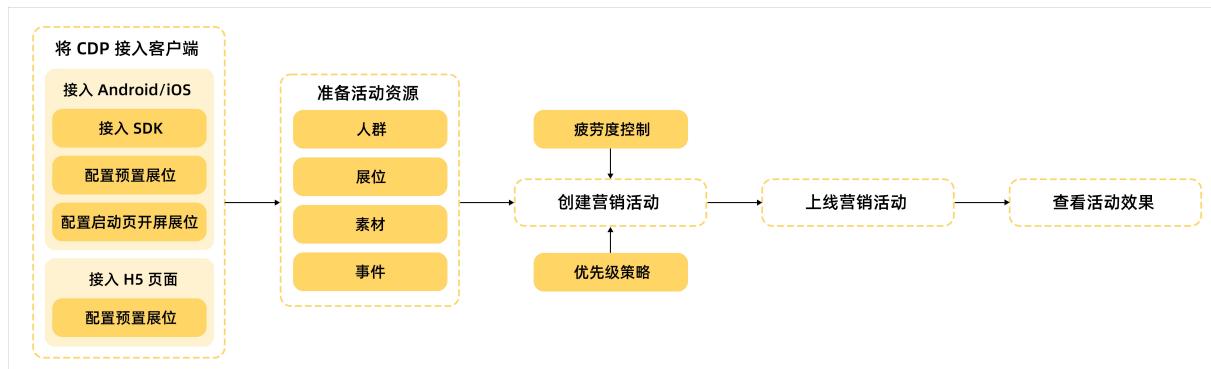 将 CDP 接入客户端
接入 Android/iOS
接入 SDK
配置预置展位
配置启动页开屏展位
接入 H5 页面
配置预置展位
准备活动资源
人群
展位
素材
事件
疲劳度控制
创建营销活动
优先级策略
上线营销活动
查看活动效果